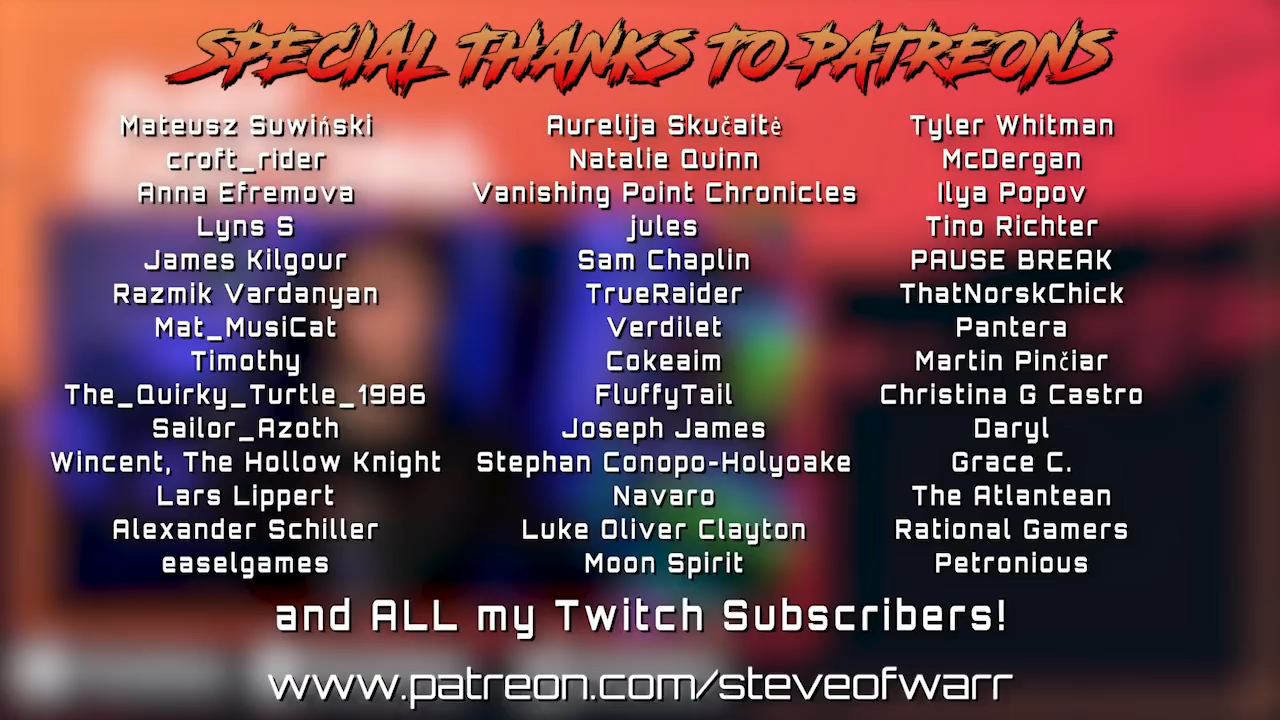 SPECIAL THANKS TO PATREONS
Mateusz Suwiński
croft_rider
Anna Efremova
Lyns S
James Kilgour
Razmik Vardanyan
Mat_MusiCat
Timothy
The_Quirky_Turtle_1986
Sailor_Azoth
Wincent, The Hollow Knight
Lars Lippert
Alexander Schiller
easelgames
Aurelija Skučaitė
Natalie Quinn
Vanishing Point Chronicles
jules
Sam Chaplin
TrueRaider
Verdilet
Cokeaim
FluffyTail
Joseph James
Stephan Conopo-Holyoake
Navaro
Luke Oliver Clayton
Moon Spirit
Tyler Whitman
McDergan
Ilya Popov
Tino Richter
PAUSE BREAK
ThatNorskChick
Pantera
Martin Pinčiar
Christina G Castro
Daryl
Grace C.
The Atlantean
Rational Gamers
Petronious
and ALL my Twitch Subscribers!
www.patreon.com/steveofwarr